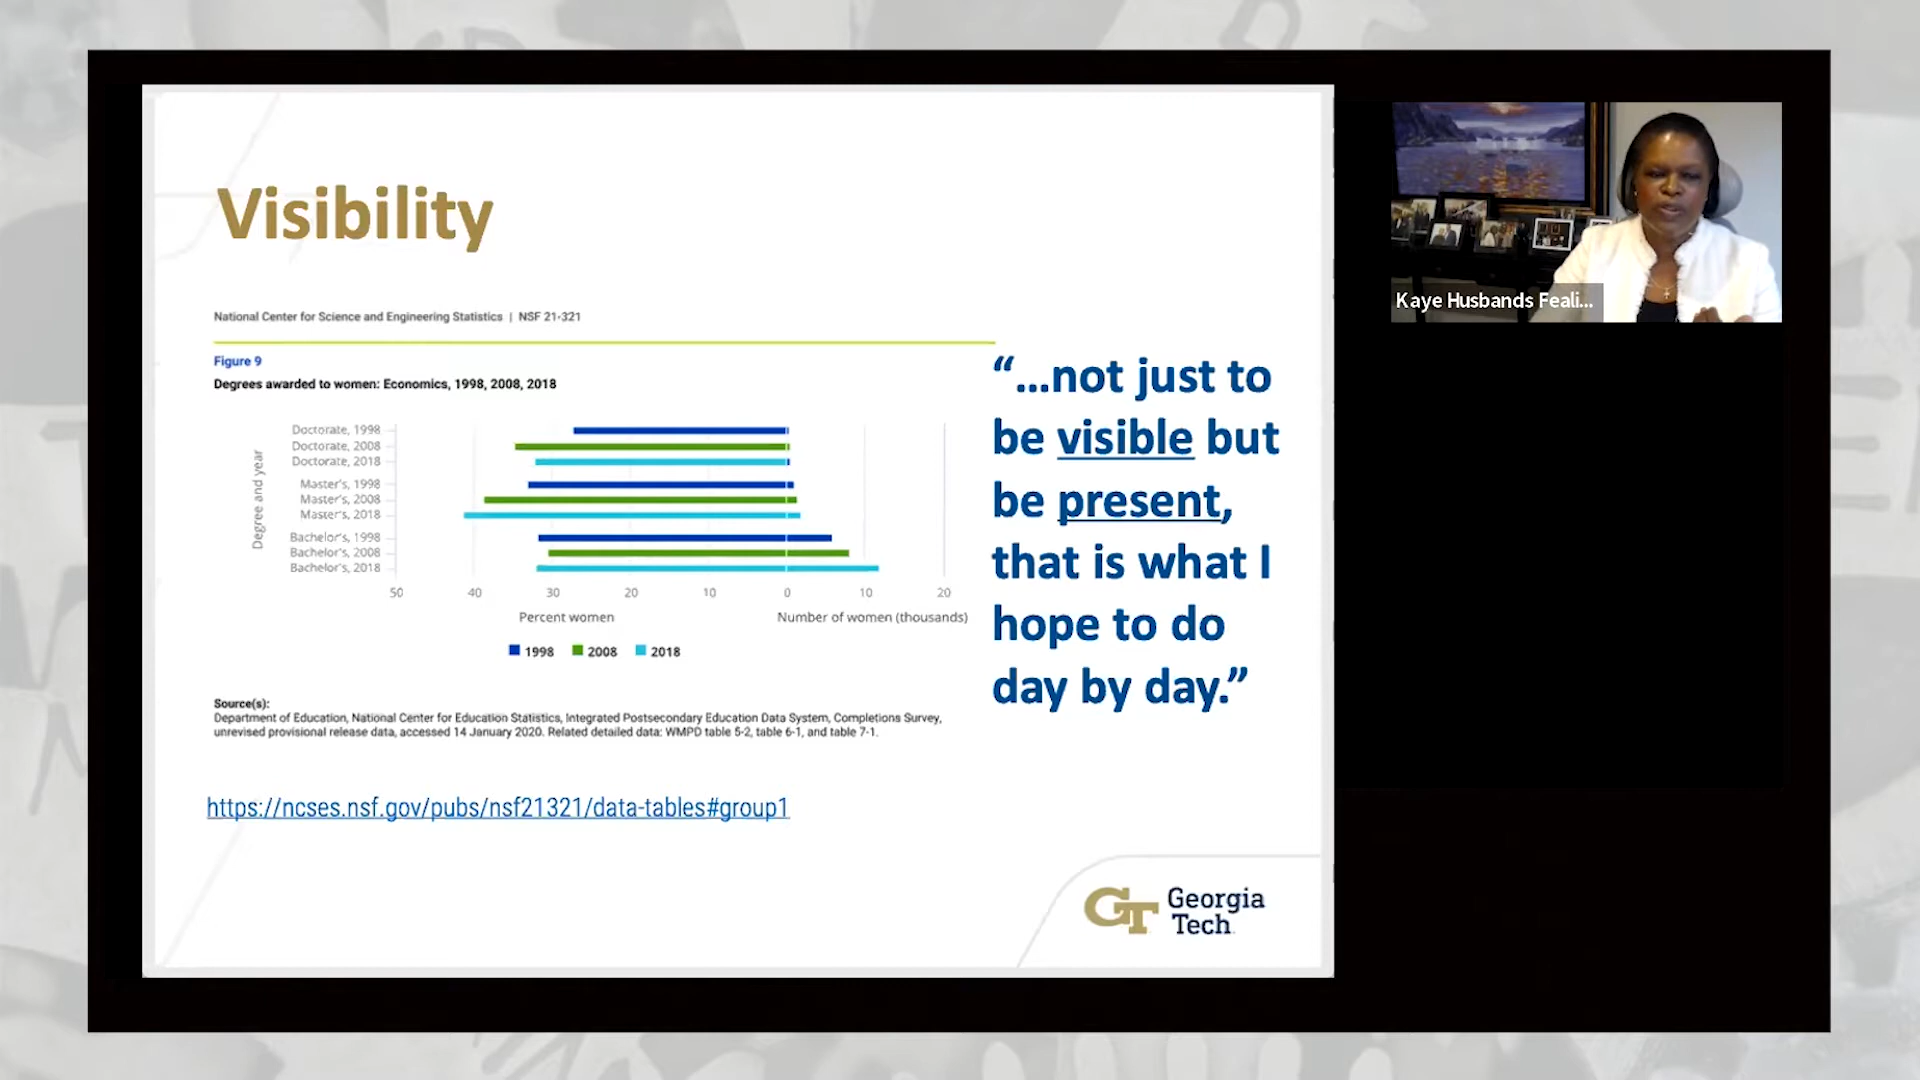 Visibility
National Center for Science and Engineering Statistics | NSF 21-321
Figure 9
Degrees awarded to women: Economics, 1998, 2008, 2018
Degree and year
Doctorate, 1998
Doctorate, 2008
Doctorate, 2018
Master's, 1998
Master's, 2008
Master's, 2018
Bachelor's, 1998
Bachelor's, 2008
Bachelor's, 2018
50 40 30 20 10 0 10 20
Percent women Number of women (thousands)
1998 2008 2018
Source(s):
Department of Education, National Center for Education Statistics, Integrated Postsecondary Education Data System, Completions Survey,
unrevised provisional release data, accessed 14 January 2020. Related detailed data: WMPD table 5-2, table 6-1, and table 7-1.
https://ncses.nsf.gov/pubs/nsf21321/data-tables#group1
“...not just to
be visible but
be present,
that is what I
hope to do
day by day.”
GT Georgia
Tech
Kaye Husbands Feali...